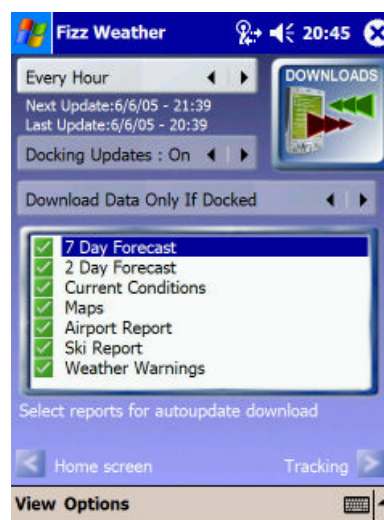 Fizz Weather 20:45
Every Hour
DOWNLOADS
Next Update:6/6/05 - 21:39
Last Update:6/6/05 - 20:39
Docking Updates : On
Download Data Only If Docked
7 Day Forecast
2 Day Forecast
Current Conditions
Maps
Airport Report
Ski Report
Weather Warnings
Select reports for autoupdate download
Home screen Tracking
View Options